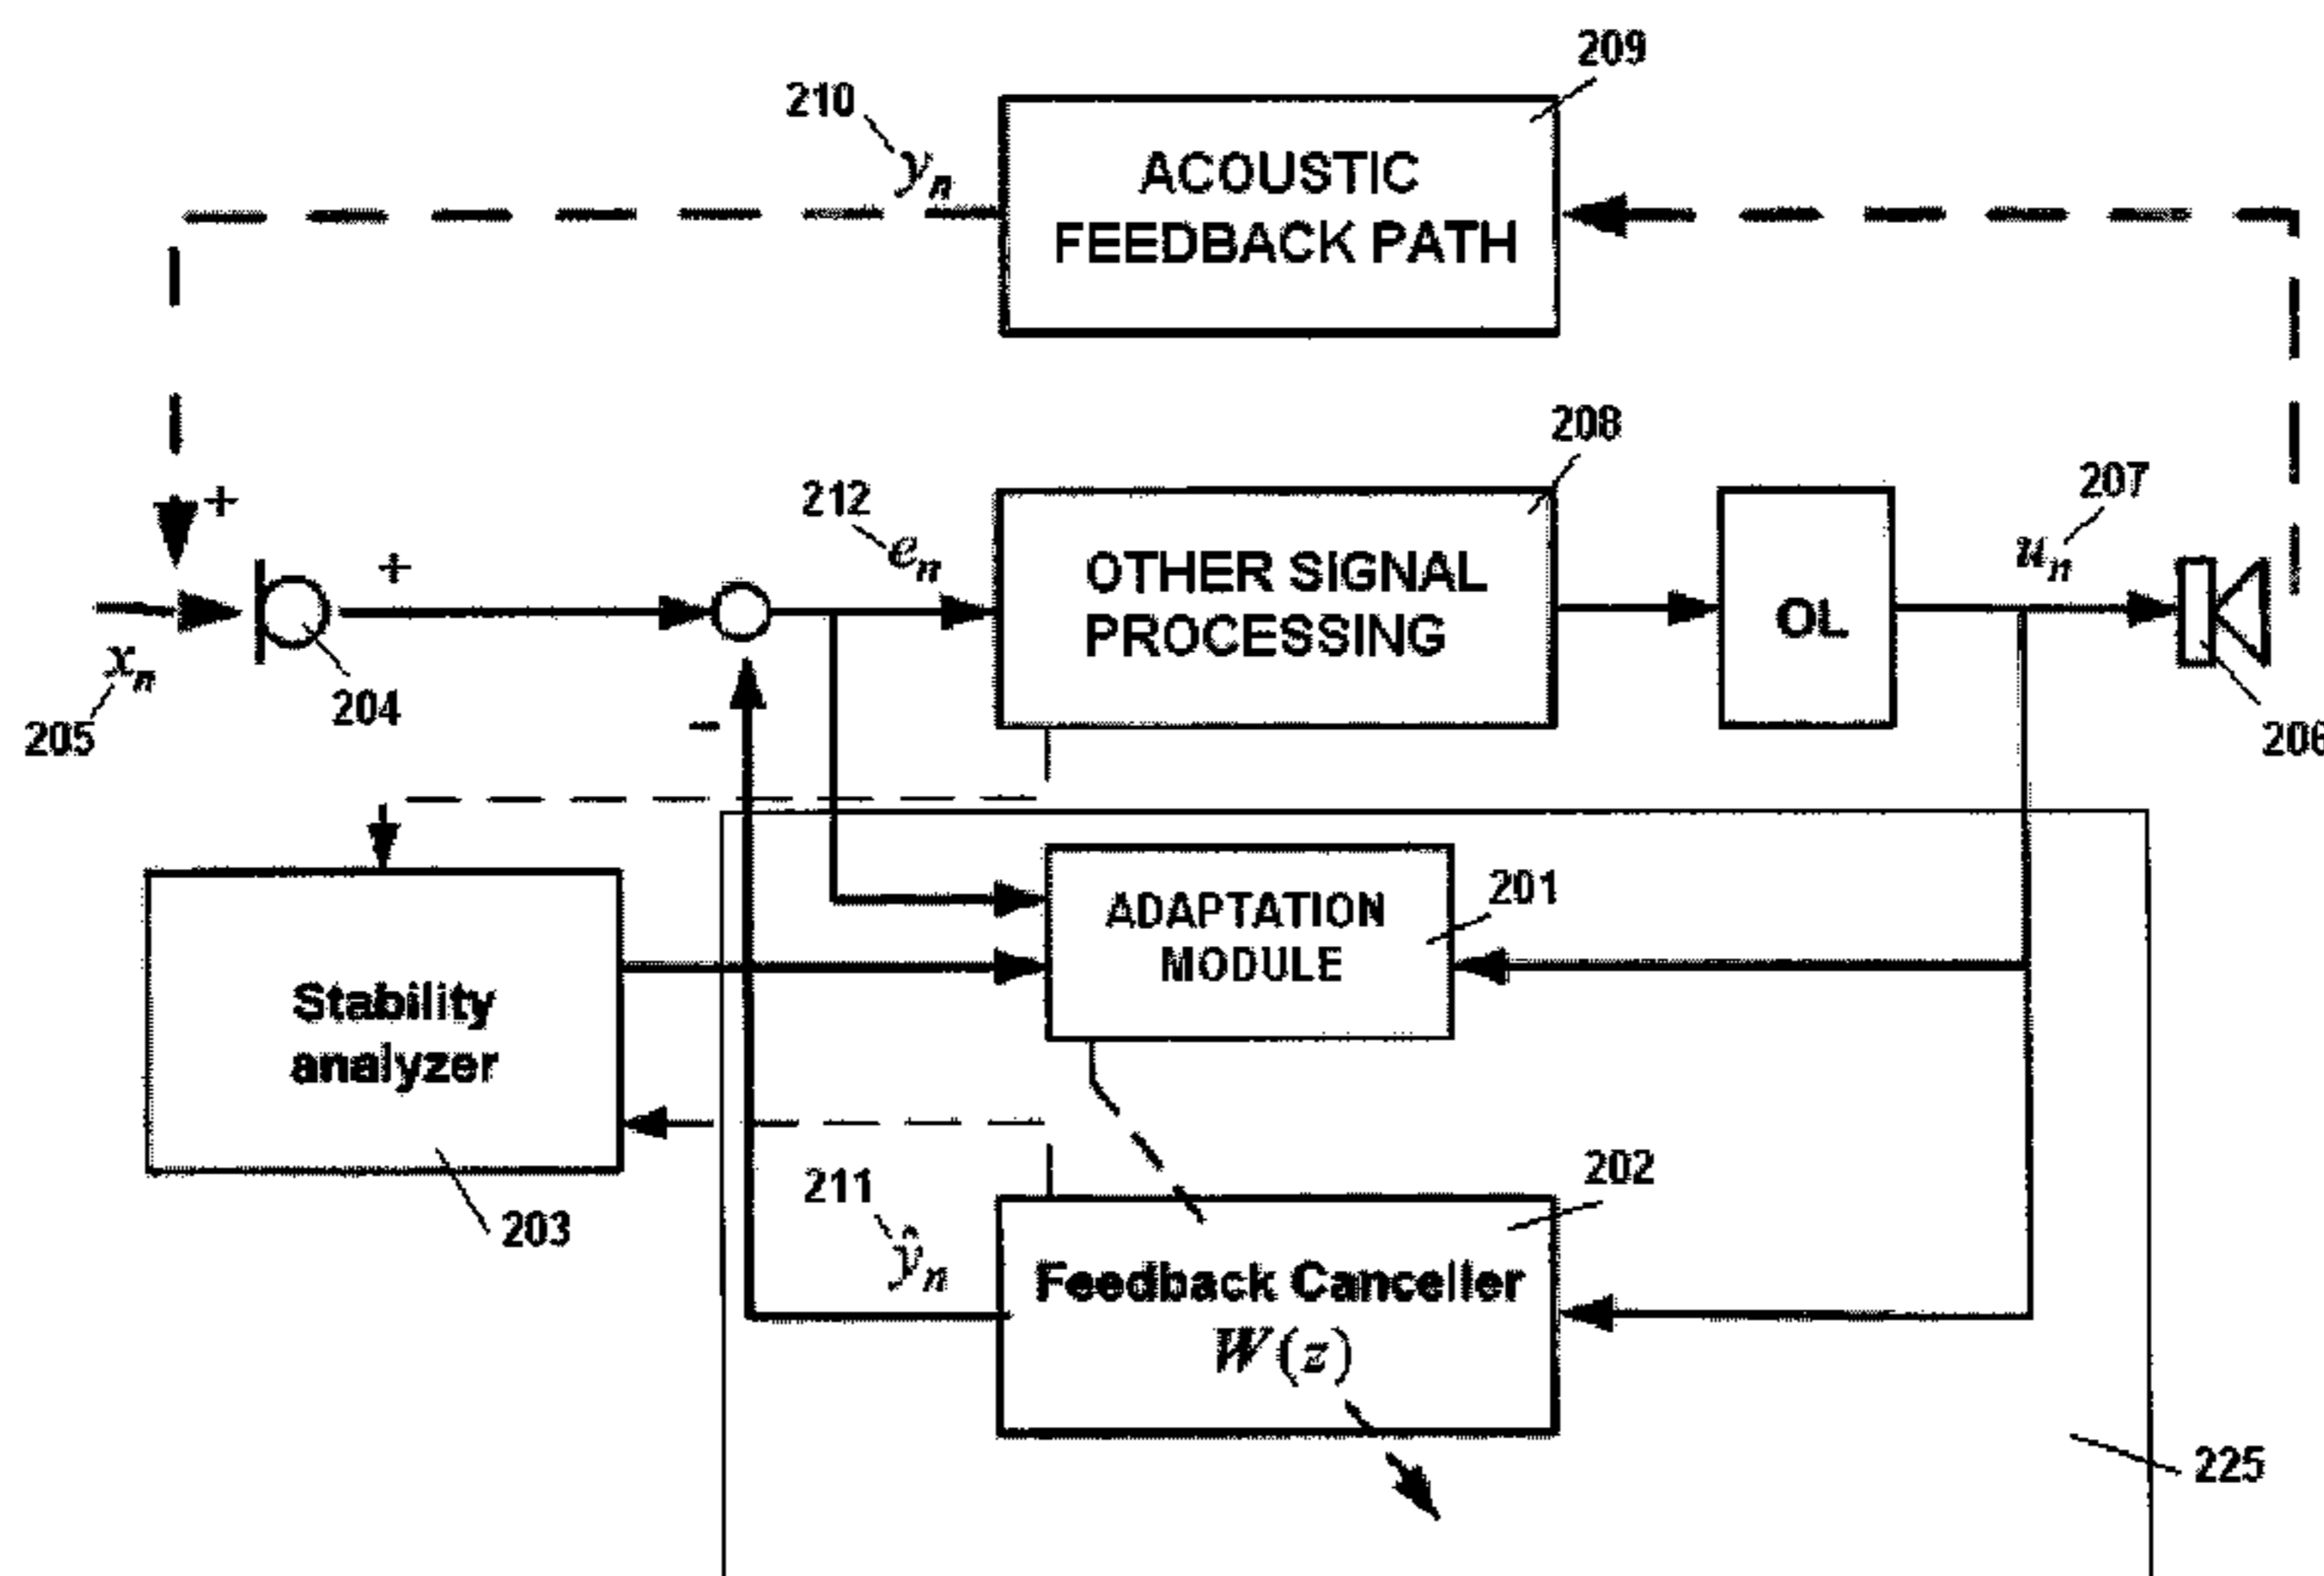 209
210
yn
ACOUSTIC
FEEDBACK PATH
208
207
212
en
+
+
OTHER SIGNAL
PROCESSING
OL
un
xn
204
205
-
206
201
ADAPTATION
MODULE
Stability
analyzer
203
202
211
ŷn
Feedback Canceller
W(z)
225